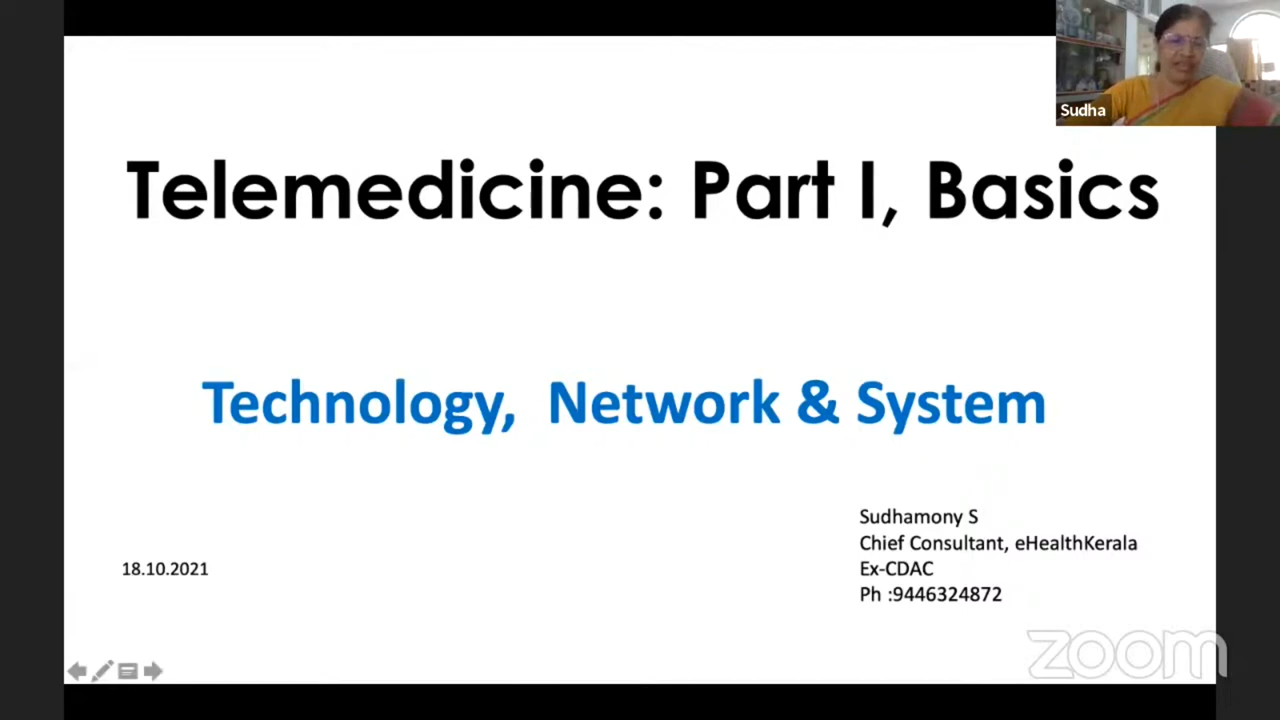 Sudha
Telemedicine: Part I, Basics
Technology, Network & System
Sudhamony S
Chief Consultant, eHealthKerala
Ex-CDAC
Ph :9446324872
18.10.2021
zoom